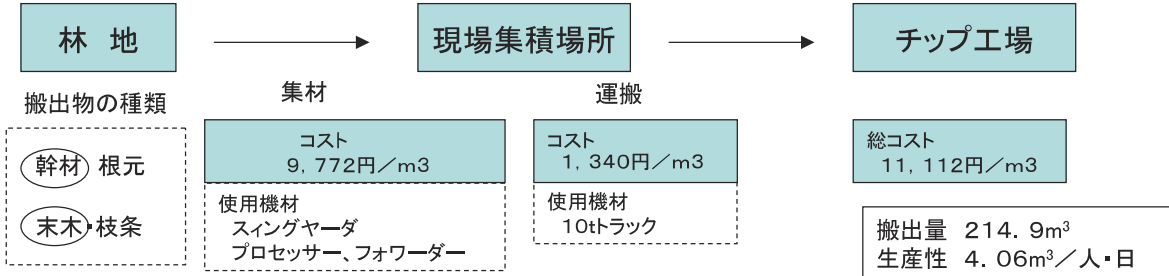 林 地
現場集積場所
チップ工場
集材
運搬
搬出物の種類
幹材 根元
末木・枝条
コスト
9,772円/m3
使用機材
スィングヤーダ
プロセッサー、フォワーダー
コスト
1,340円/m3
使用機材
10tトラック
総コスト
11,112円/m3
搬出量 214.9m³
生産性 4.06m³/人・日